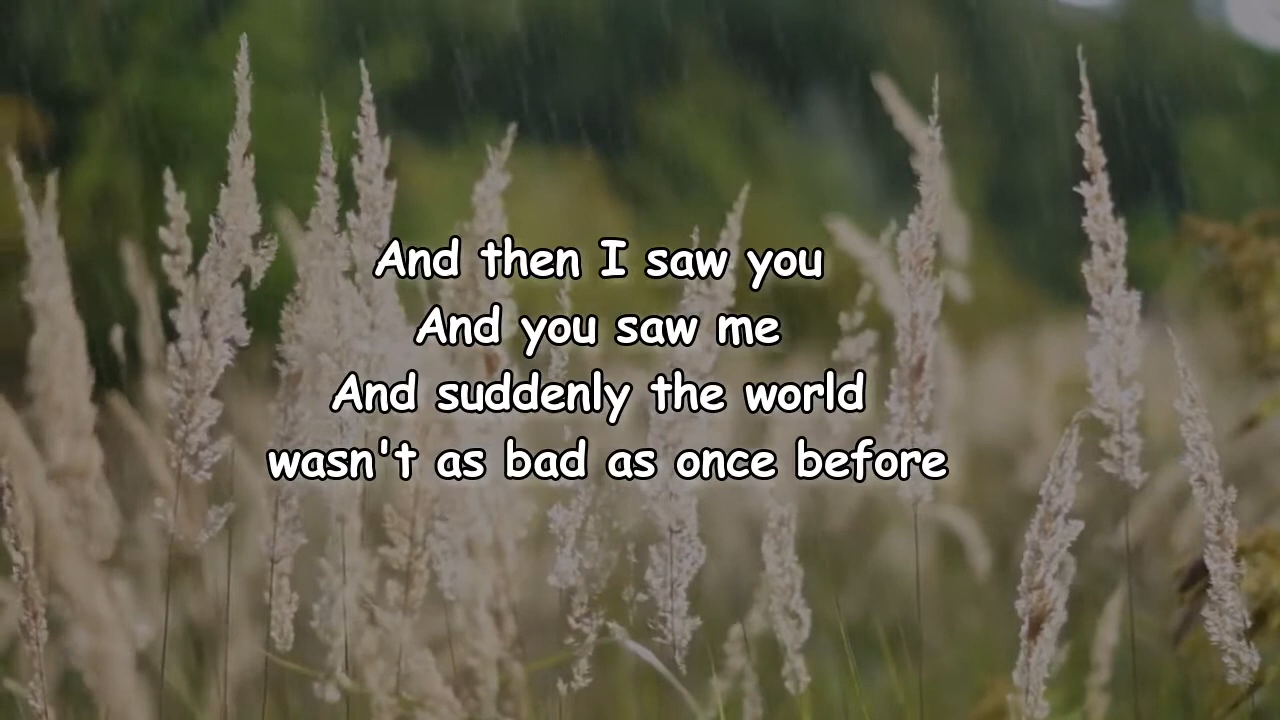 And then I saw you
And you saw me
And suddenly the world
wasn't as bad as once before